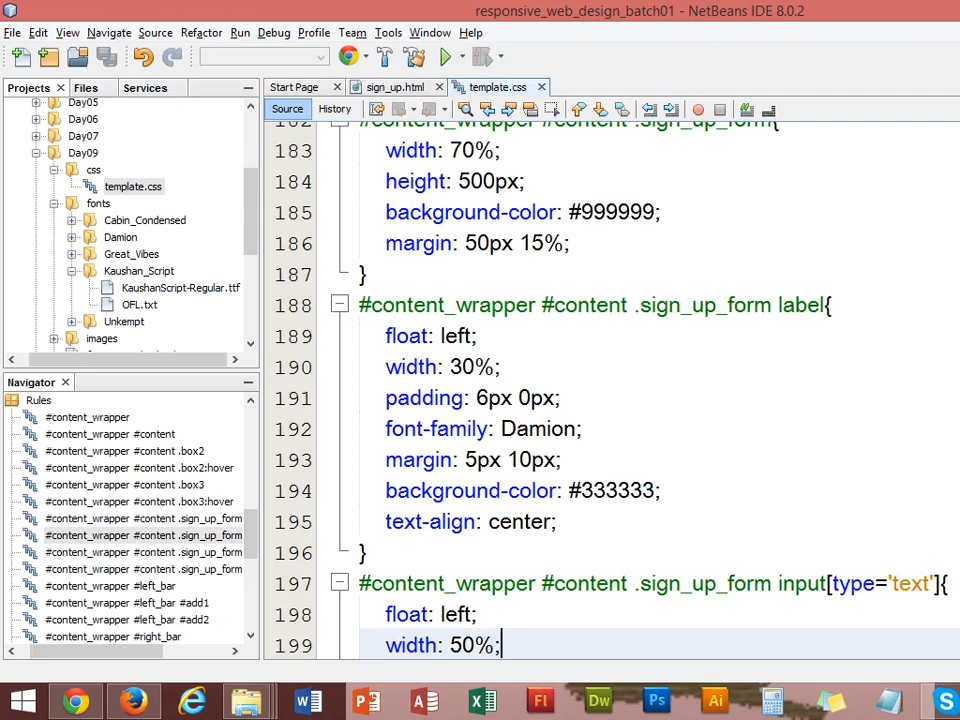 responsive_web_design_batch01 - NetBeans IDE 8.0.2
File Edit View Navigate Source Refactor Run Debug Profile Team Tools Window Help
Projects Files Services
Start Page sign_up.html template.css
Source History
Day05
Day06
Day07
Day09
css
template.css
fonts
Cabin_Condensed
Damion
Great_Vibes
Kaushan_Script
KaushanScript-Regular.ttf
OFL.txt
Unkempt
images
Navigator
Rules
#content_wrapper
#content_wrapper #content
#content_wrapper #content .box2
#content_wrapper #content .box2:hover
#content_wrapper #content .box3
#content_wrapper #content .box3:hover
#content_wrapper #content .sign_up_form
#content_wrapper #content .sign_up_form
#content_wrapper #content .sign_up_form
#content_wrapper #content .sign_up_form
#content_wrapper #left_bar
#content_wrapper #left_bar #add1
#content_wrapper #left_bar #add2
#content_wrapper #right_bar
182 #content_wrapper #content .sign_up_form{
183 width: 70%;
184 height: 500px;
185 background-color: #999999;
186 margin: 50px 15%;
187 }
188 #content_wrapper #content .sign_up_form label{
189 float: left;
190 width: 30%;
191 padding: 6px 0px;
192 font-family: Damion;
193 margin: 5px 10px;
194 background-color: #333333;
195 text-align: center;
196 }
197 #content_wrapper #content .sign_up_form input[type='text']{
198 float: left;
199 width: 50%;